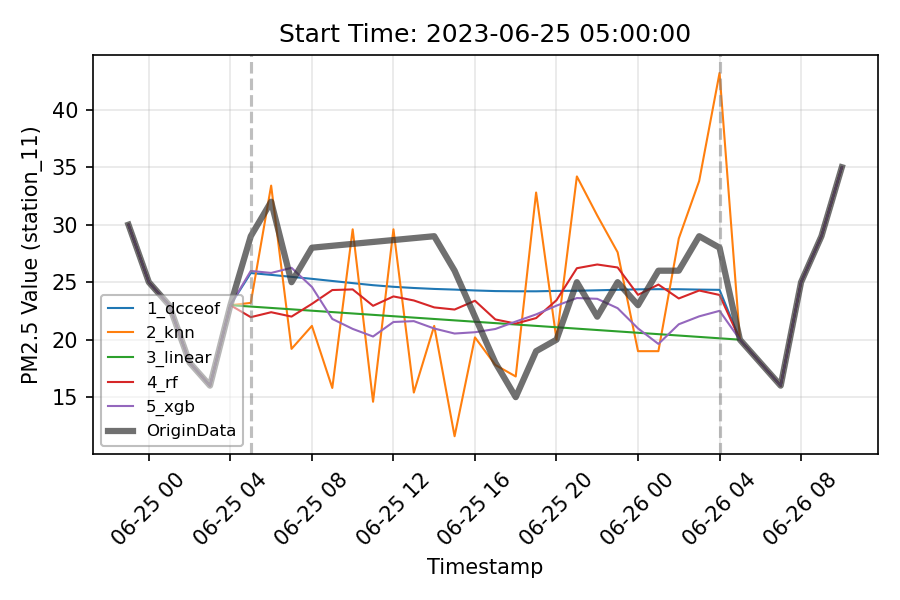 Start Time: 2023-06-25 05:00:00
PM2.5 Value (station_11)
40
35
30
25
20
15
1_dcceof
2_knn
3_linear
4_rf
5_xgb
OriginData
06-25 00
06-25 04
06-25 08
06-25 12
06-25 16
06-25 20
06-26 00
06-26 04
06-26 08
Timestamp